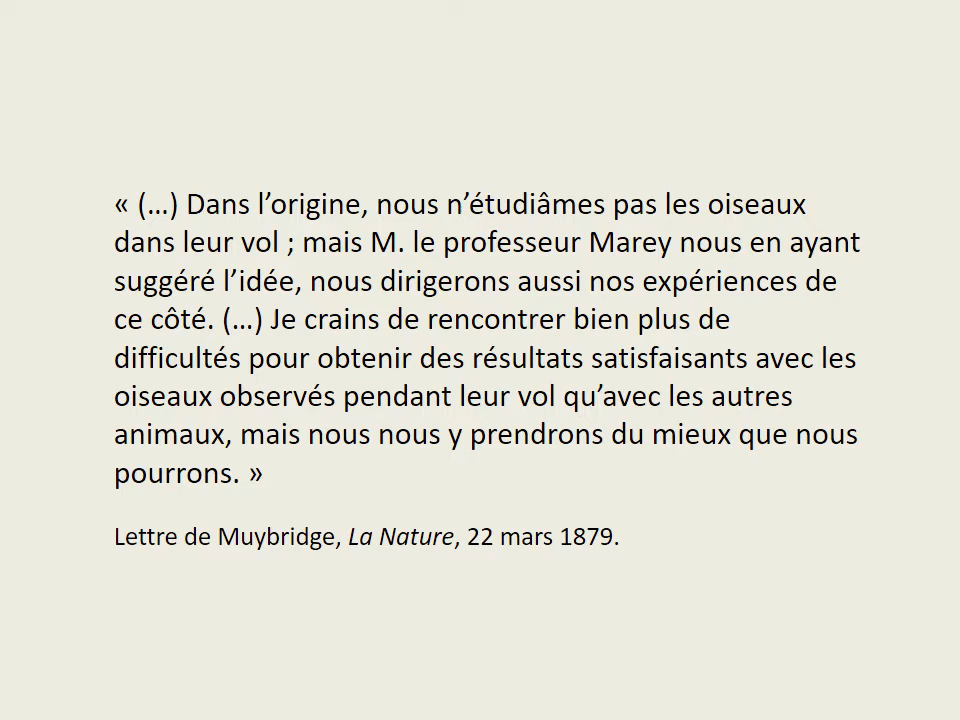 « (…) Dans l’origine, nous n’étudiâmes pas les oiseaux
dans leur vol ; mais M. le professeur Marey nous en ayant
suggéré l’idée, nous dirigerons aussi nos expériences de
ce côté. (…) Je crains de rencontrer bien plus de
difficultés pour obtenir des résultats satisfaisants avec les
oiseaux observés pendant leur vol qu’avec les autres
animaux, mais nous nous y prendrons du mieux que nous
pourrons. »
Lettre de Muybridge, La Nature, 22 mars 1879.